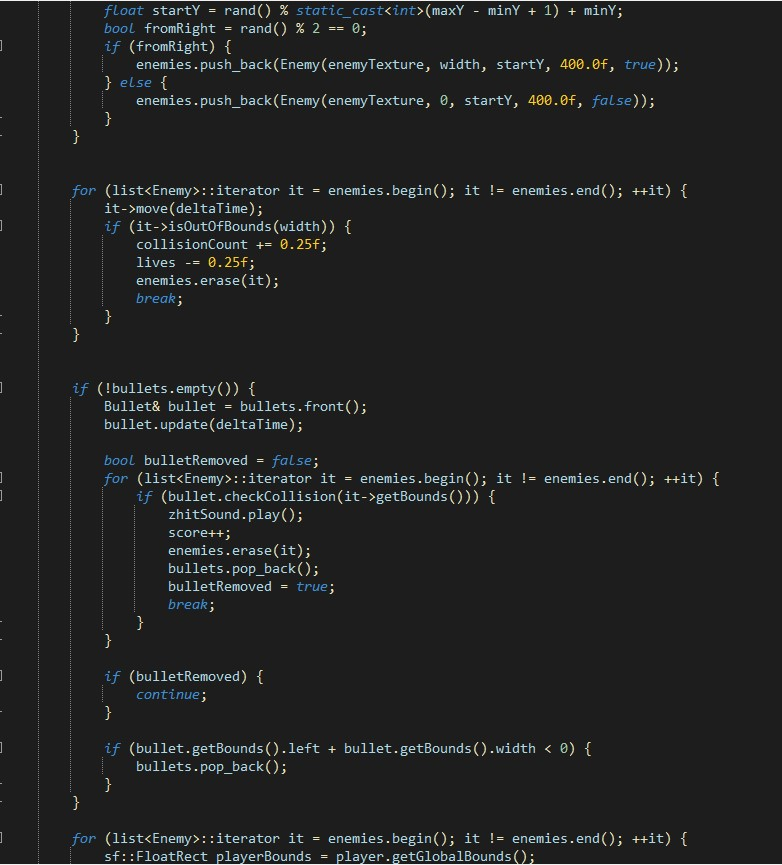 float startY = rand() % static_cast<int>(maxY - minY + 1) + minY;
bool fromRight = rand() % 2 == 0;
if (fromRight) {
enemies.push_back(Enemy(enemyTexture, width, startY, 400.0f, true));
} else {
enemies.push_back(Enemy(enemyTexture, 0, startY, 400.0f, false));
}
}
for (list<Enemy>::iterator it = enemies.begin(); it != enemies.end(); ++it) {
it->move(deltaTime);
if (it->isOutOfBounds(width)) {
collisionCount += 0.25f;
lives -= 0.25f;
enemies.erase(it);
break;
}
}
if (!bullets.empty()) {
Bullet& bullet = bullets.front();
bullet.update(deltaTime);
bool bulletRemoved = false;
for (list<Enemy>::iterator it = enemies.begin(); it != enemies.end(); ++it) {
if (bullet.checkCollision(it->getBounds())) {
zhitSound.play();
score++;
enemies.erase(it);
bullets.pop_back();
bulletRemoved = true;
break;
}
}
if (bulletRemoved) {
continue;
}
if (bullet.getBounds().left + bullet.getBounds().width < 0) {
bullets.pop_back();
}
}
for (list<Enemy>::iterator it = enemies.begin(); it != enemies.end(); ++it) {
sf::FloatRect playerBounds = player.getGlobalBounds();